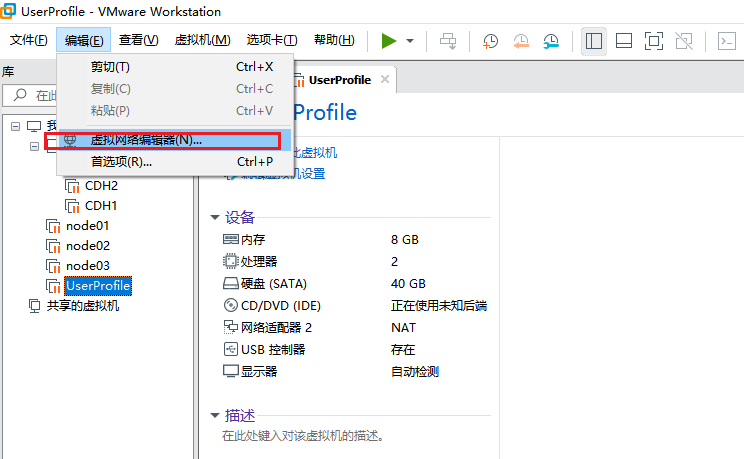 UserProfile - VMware Workstation
文件(F) 编辑(E) 查看(V) 虚拟机(M) 选项卡(T) 帮助(H)
库
剪切(T) Ctrl+X
复制(C) Ctrl+C
粘贴(P) Ctrl+V
虚拟网络编辑器(N)...
首选项(R)... Ctrl+P
在此
我
CDH2
CDH1
node01
node02
node03
UserProfile
共享的虚拟机
UserProfile
Profile
此虚拟机
编辑虚拟机设置
设备
内存 8 GB
处理器 2
硬盘 (SATA) 40 GB
CD/DVD (IDE) 正在使用未知后端
网络适配器 2 NAT
USB 控制器 存在
显示器 自动检测
描述
在此处键入对该虚拟机的描述。